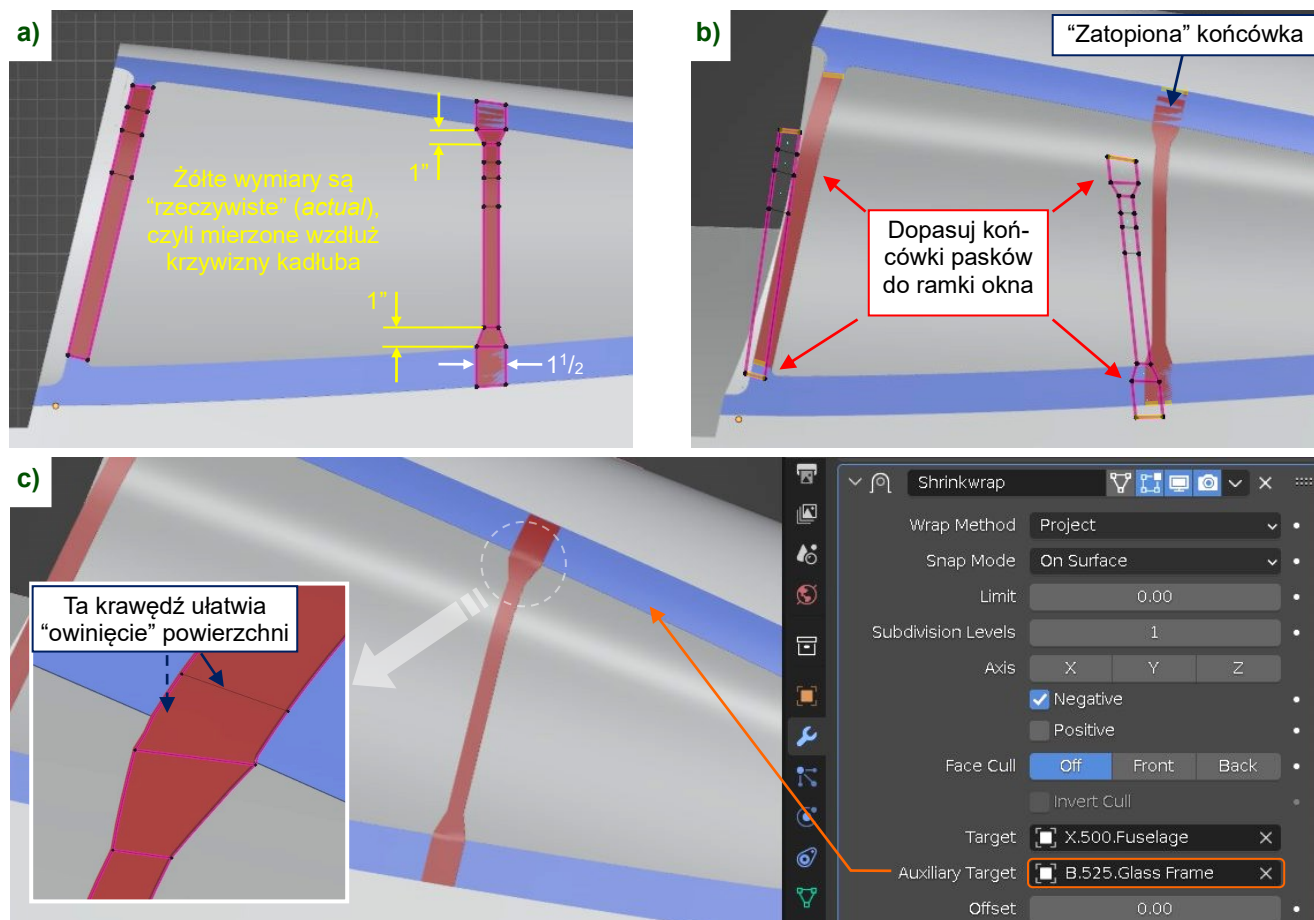 a)
1”
Żółte wymiary są
“rzeczywiste” (actual),
czyli mierzone wzdłuż
krzywizny kadłuba
1”
1¹/₂
b)
“Zatopiona” końcówka
Dopasuj koń-
cówki pasków
do ramki okna
c)
Ta krawędź ułatwia
“owinięcie” powierzchni
Shrinkwrap
Wrap Method Project
Snap Mode On Surface
Limit 0.00
Subdivision Levels 1
Axis X Y Z
Negative
Positive
Face Cull Off Front Back
Invert Cull
Target X.500.Fuselage
Auxiliary Target B.525.Glass Frame
Offset 0.00